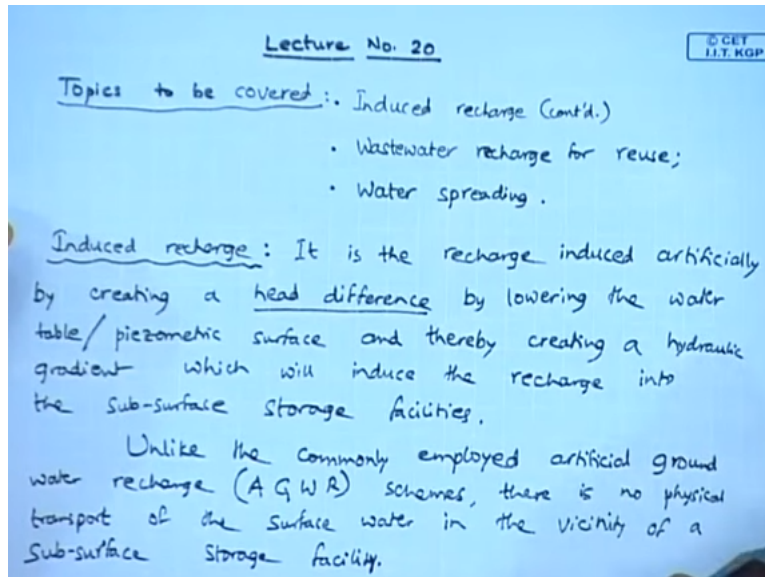 Lecture No. 20
© CET
I.I.T. KGP
Topics to be covered :. Induced recharge (cont'd.)
. Wastewater recharge for reuse;
. Water spreading.
Induced recharge : It is the recharge induced artificially
by creating a head difference by lowering the water
table/piezometric surface and thereby creating a hydraulic
gradient which will induce the recharge into
the sub-surface storage facilities.
Unlike the commonly employed artificial ground
water recharge (AGWR) schemes, there is no physical
transport of the surface water in the vicinity of a
sub-surface storage facility.